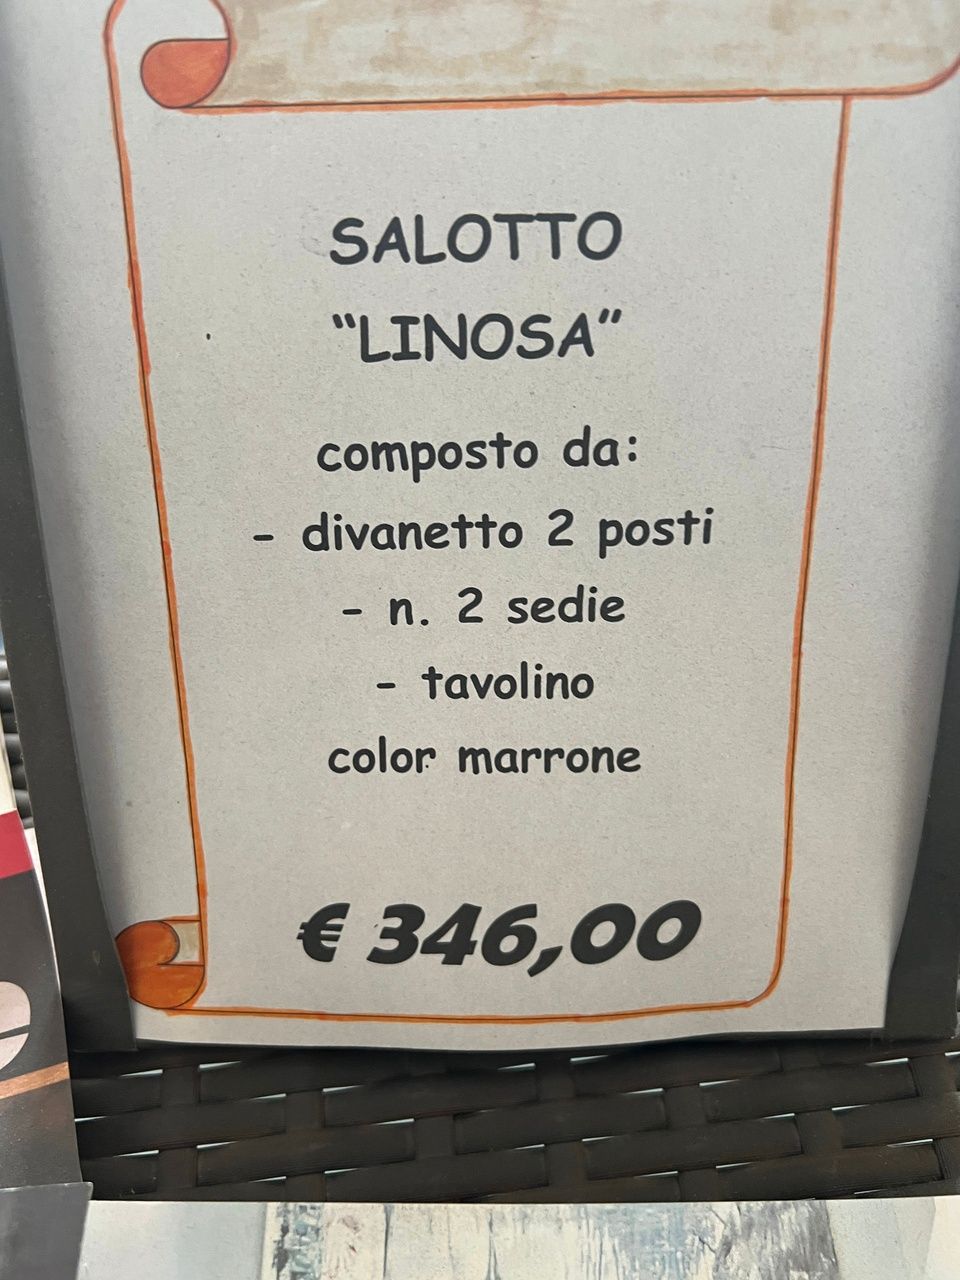 SALOTTO
"LINOSA"
composto da:
- divanetto 2 posti
- n. 2 sedie
- tavolino
color marrone
€ 346,00